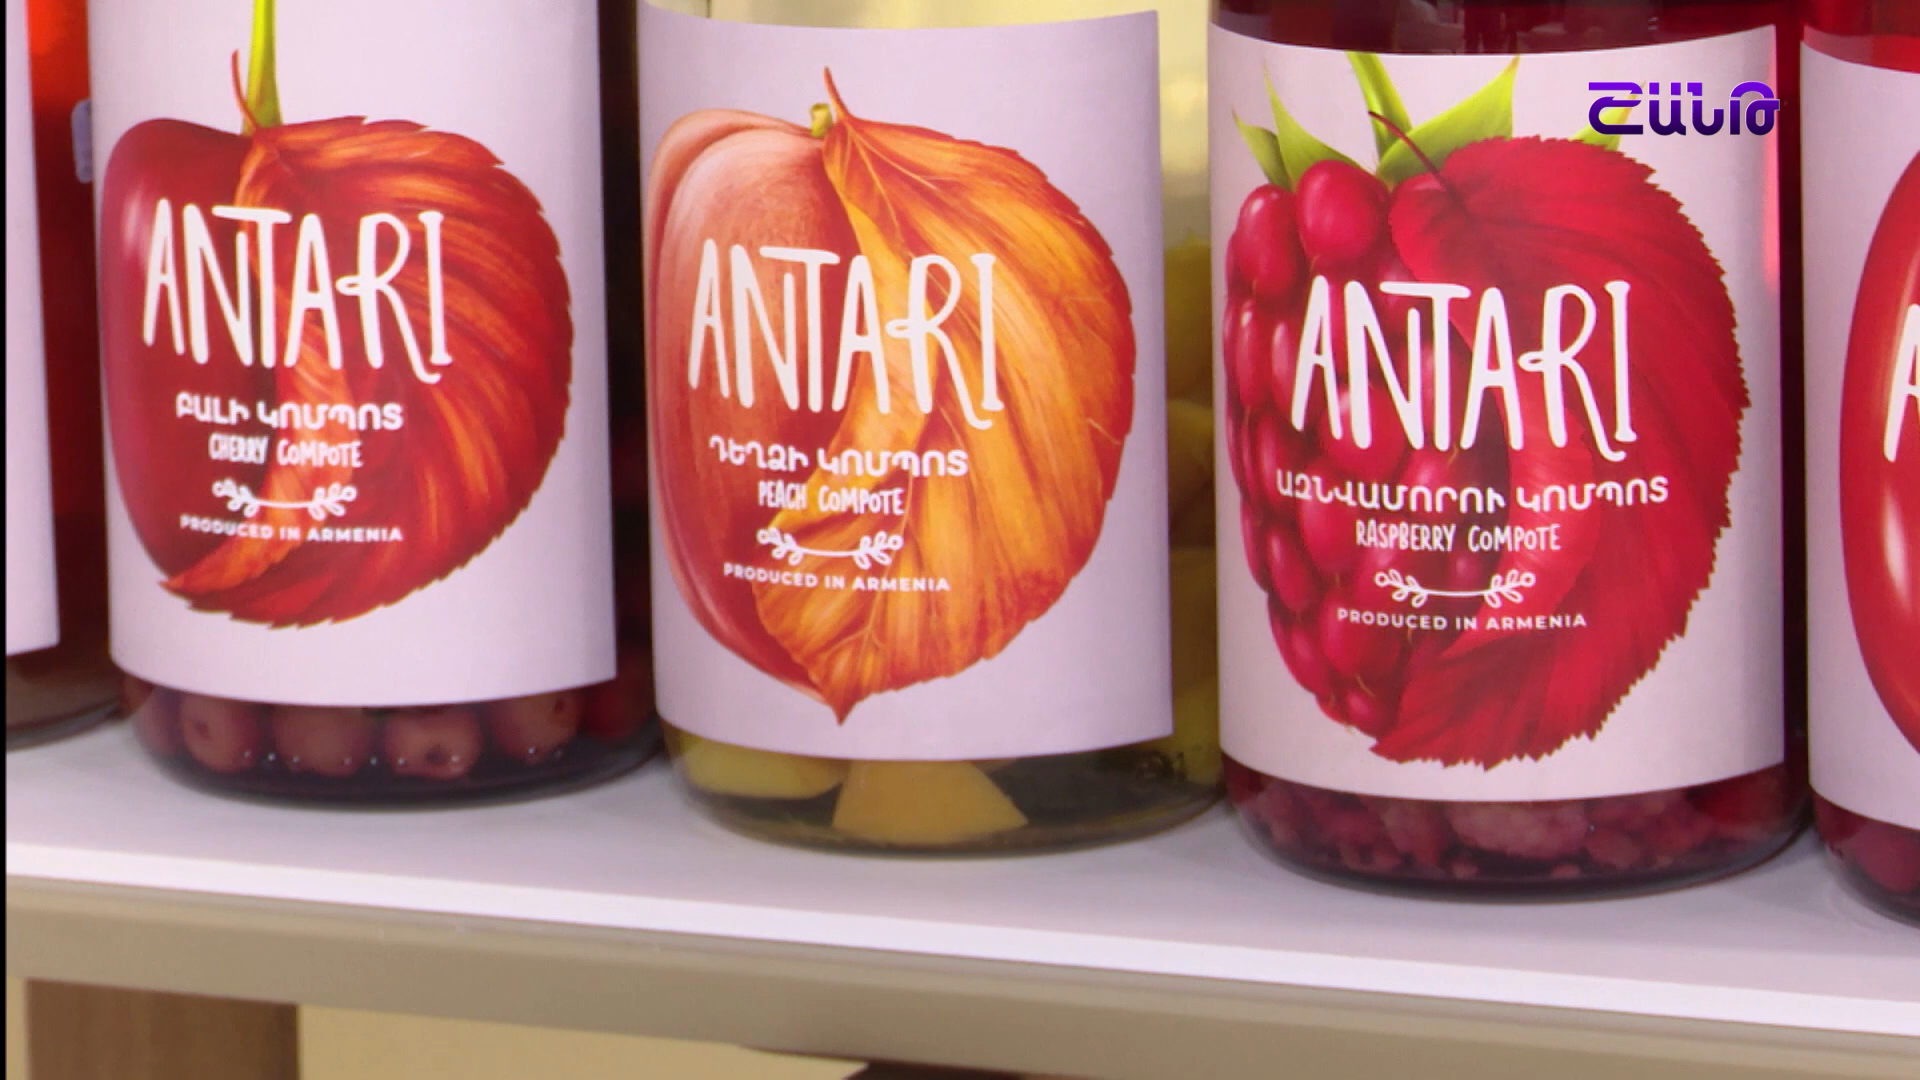 ՇԱՆԹ
ANTARI
ԲԱԼԻ ԿՈՄՊՈՏ
CHERRY COMPOTE
PRODUCED IN ARMENIA
ANTARI
ԴԵՂՁԻ ԿՈՄՊՈՏ
PEACH COMPOTE
PRODUCED IN ARMENIA
ANTARI
ԱԶՆՎԱՄՈՐՈՒ ԿՈՄՊՈՏ
RASPBERRY COMPOTE
PRODUCED IN ARMENIA